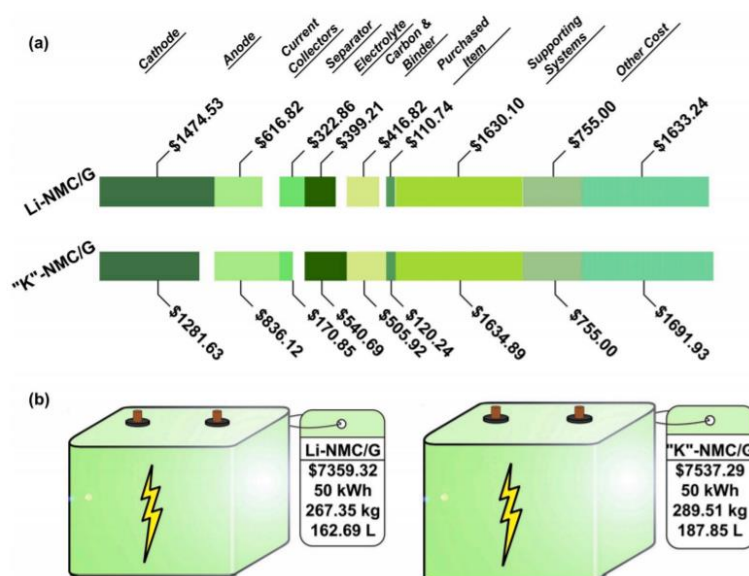 (a)
Cathode
Anode
Current
Collectors
Separator
Electrolyte
Carbon &
Binder
Purchased
Item
Supporting
Systems
Other Cost
Li-NMC/G
$1474.53
$616.82
$322.86
$399.21
$416.82
$110.74
$1630.10
$755.00
$1633.24
"K"-NMC/G
$1281.63
$836.12
$170.85
$540.69
$505.92
$120.24
$1634.89
$755.00
$1691.93
(b)
Li-NMC/G
$7359.32
50 kWh
267.35 kg
162.69 L
"K"-NMC/G
$7537.29
50 kWh
289.51 kg
187.85 L